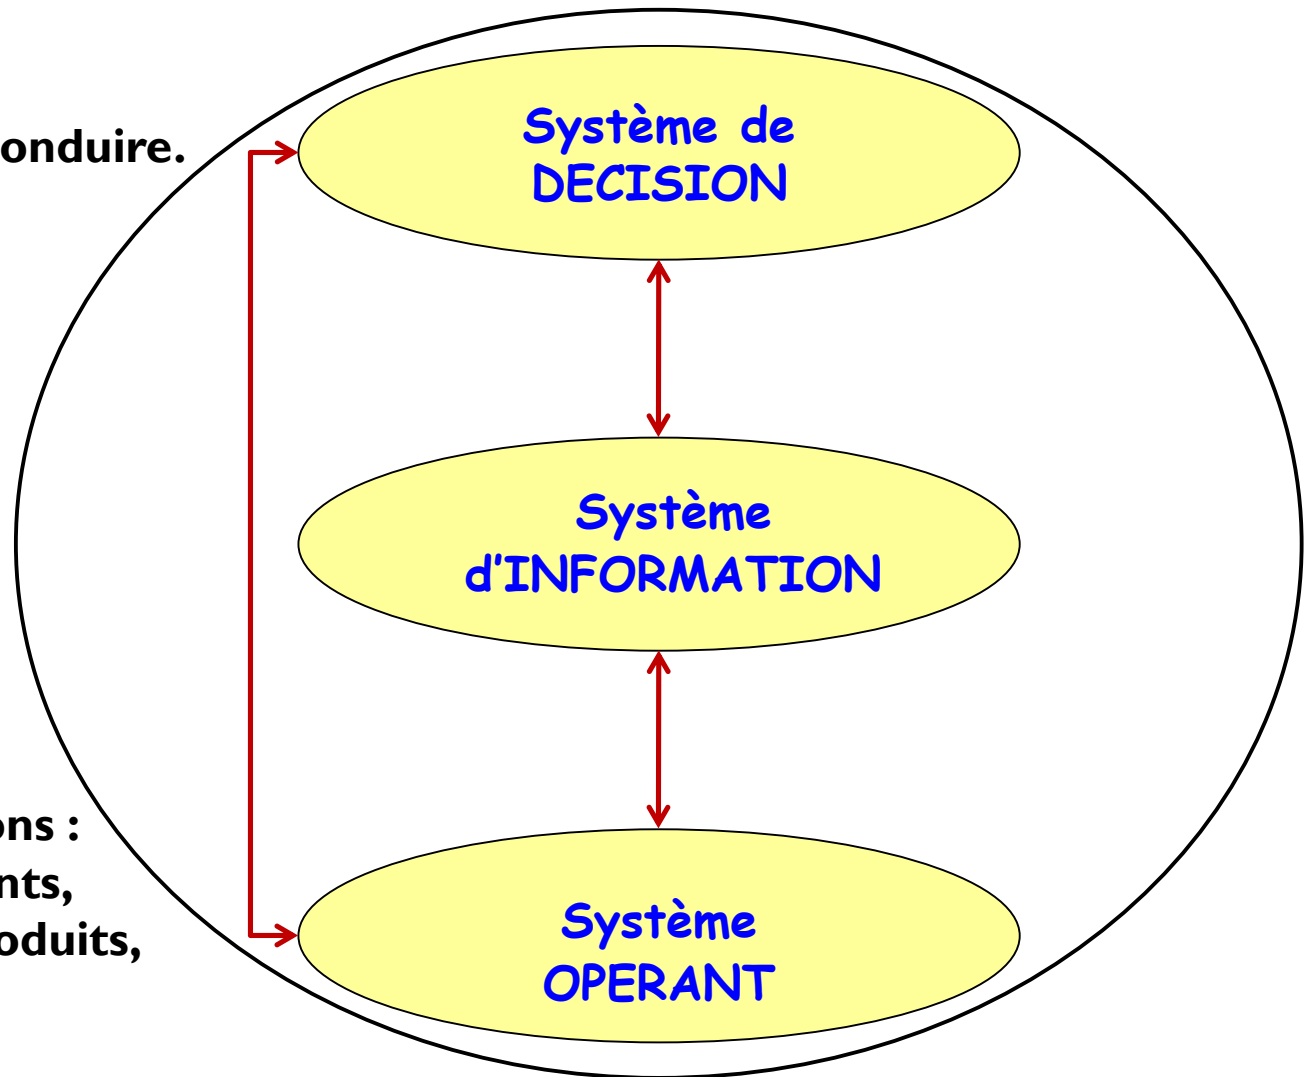 Système de
DECISION
onduire.
Système
d'INFORMATION
ons :
nts,
oduits,
Système
OPERANT